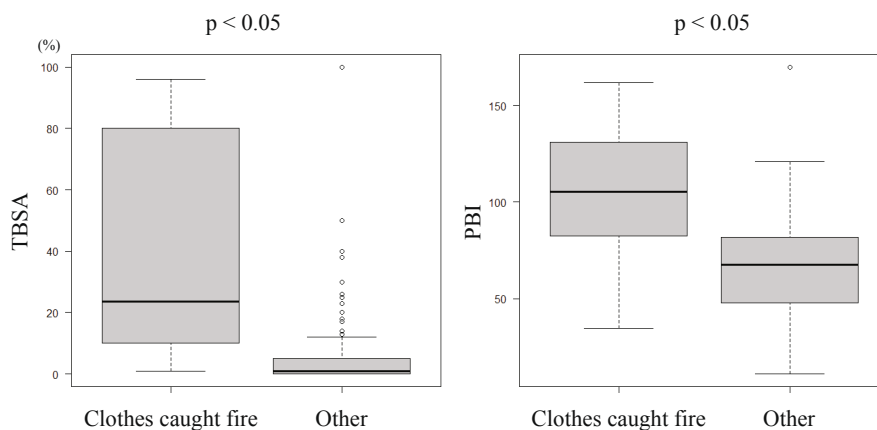 p < 0.05
(%)
100
80
60
40
20
0
TBSA
Clothes caught fire
Other
p < 0.05
150
100
50
PBI
Clothes caught fire
Other